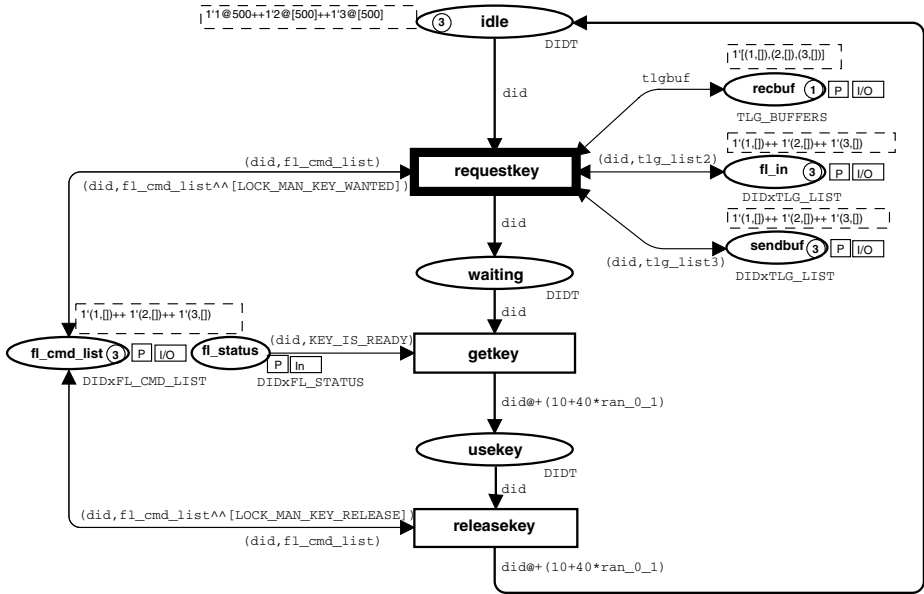 1'1@500++1'2@[500]++1'3@[500]
3 idle
DIDT
did
1'[(1,[]),(2,[]),(3,[])]
tlgbuf
recbuf 1 P I/O
TLG_BUFFERS
1'(1,[])++ 1'(2,[])++ 1'(3,[])
(did,fl_cmd_list)
requestkey
(did,tlg_list2)
fl_in 3 P I/O
(did,fl_cmd_list^^[LOCK_MAN_KEY_WANTED])
DIDxTLG_LIST
1'(1,[])++ 1'(2,[])++ 1'(3,[])
did
sendbuf 3 P I/O
(did,tlg_list3)
DIDxTLG_LIST
waiting
DIDT
1'(1,[])++ 1'(2,[])++ 1'(3,[])
did
(did,KEY_IS_READY)
fl_cmd_list 3 P I/O
fl_status
P In
getkey
DIDxFL_CMD_LIST
DIDxFL_STATUS
did@+(10+40*ran_0_1)
usekey
DIDT
did
(did,fl_cmd_list^^[LOCK_MAN_KEY_RELEASE])
releasekey
(did,fl_cmd_list)
did@+(10+40*ran_0_1)